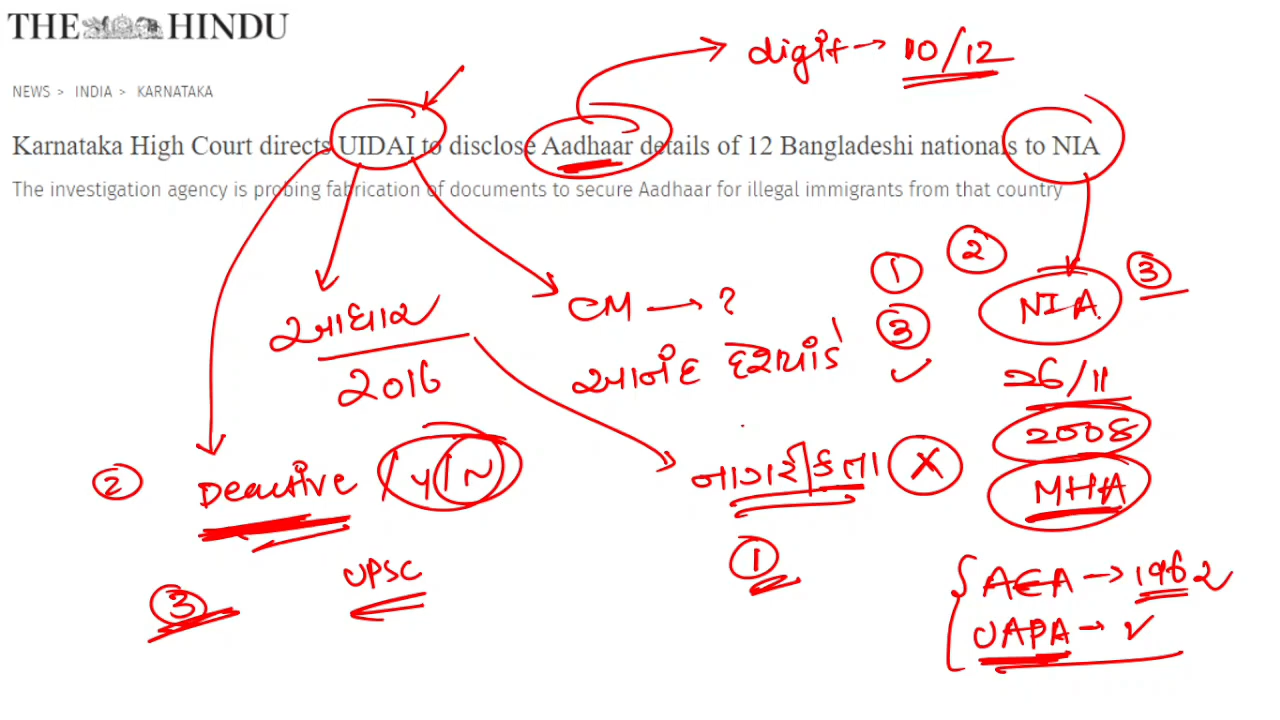 THE HINDU
NEWS > INDIA > KARNATAKA
digit → 10/12
Karnataka High Court directs UIDAI to disclose Aadhaar details of 12 Bangladeshi nationals to NIA
The investigation agency is probing fabrication of documents to secure Aadhaar for illegal immigrants from that country
① ② ③
NIA
આધાર
2016
CM → ?
③
26/11
2008
MHA
② Deactive (Y/N)
નાગરીકતા X
①
UPSC
③
AEA → 1962
UAPA → ✓